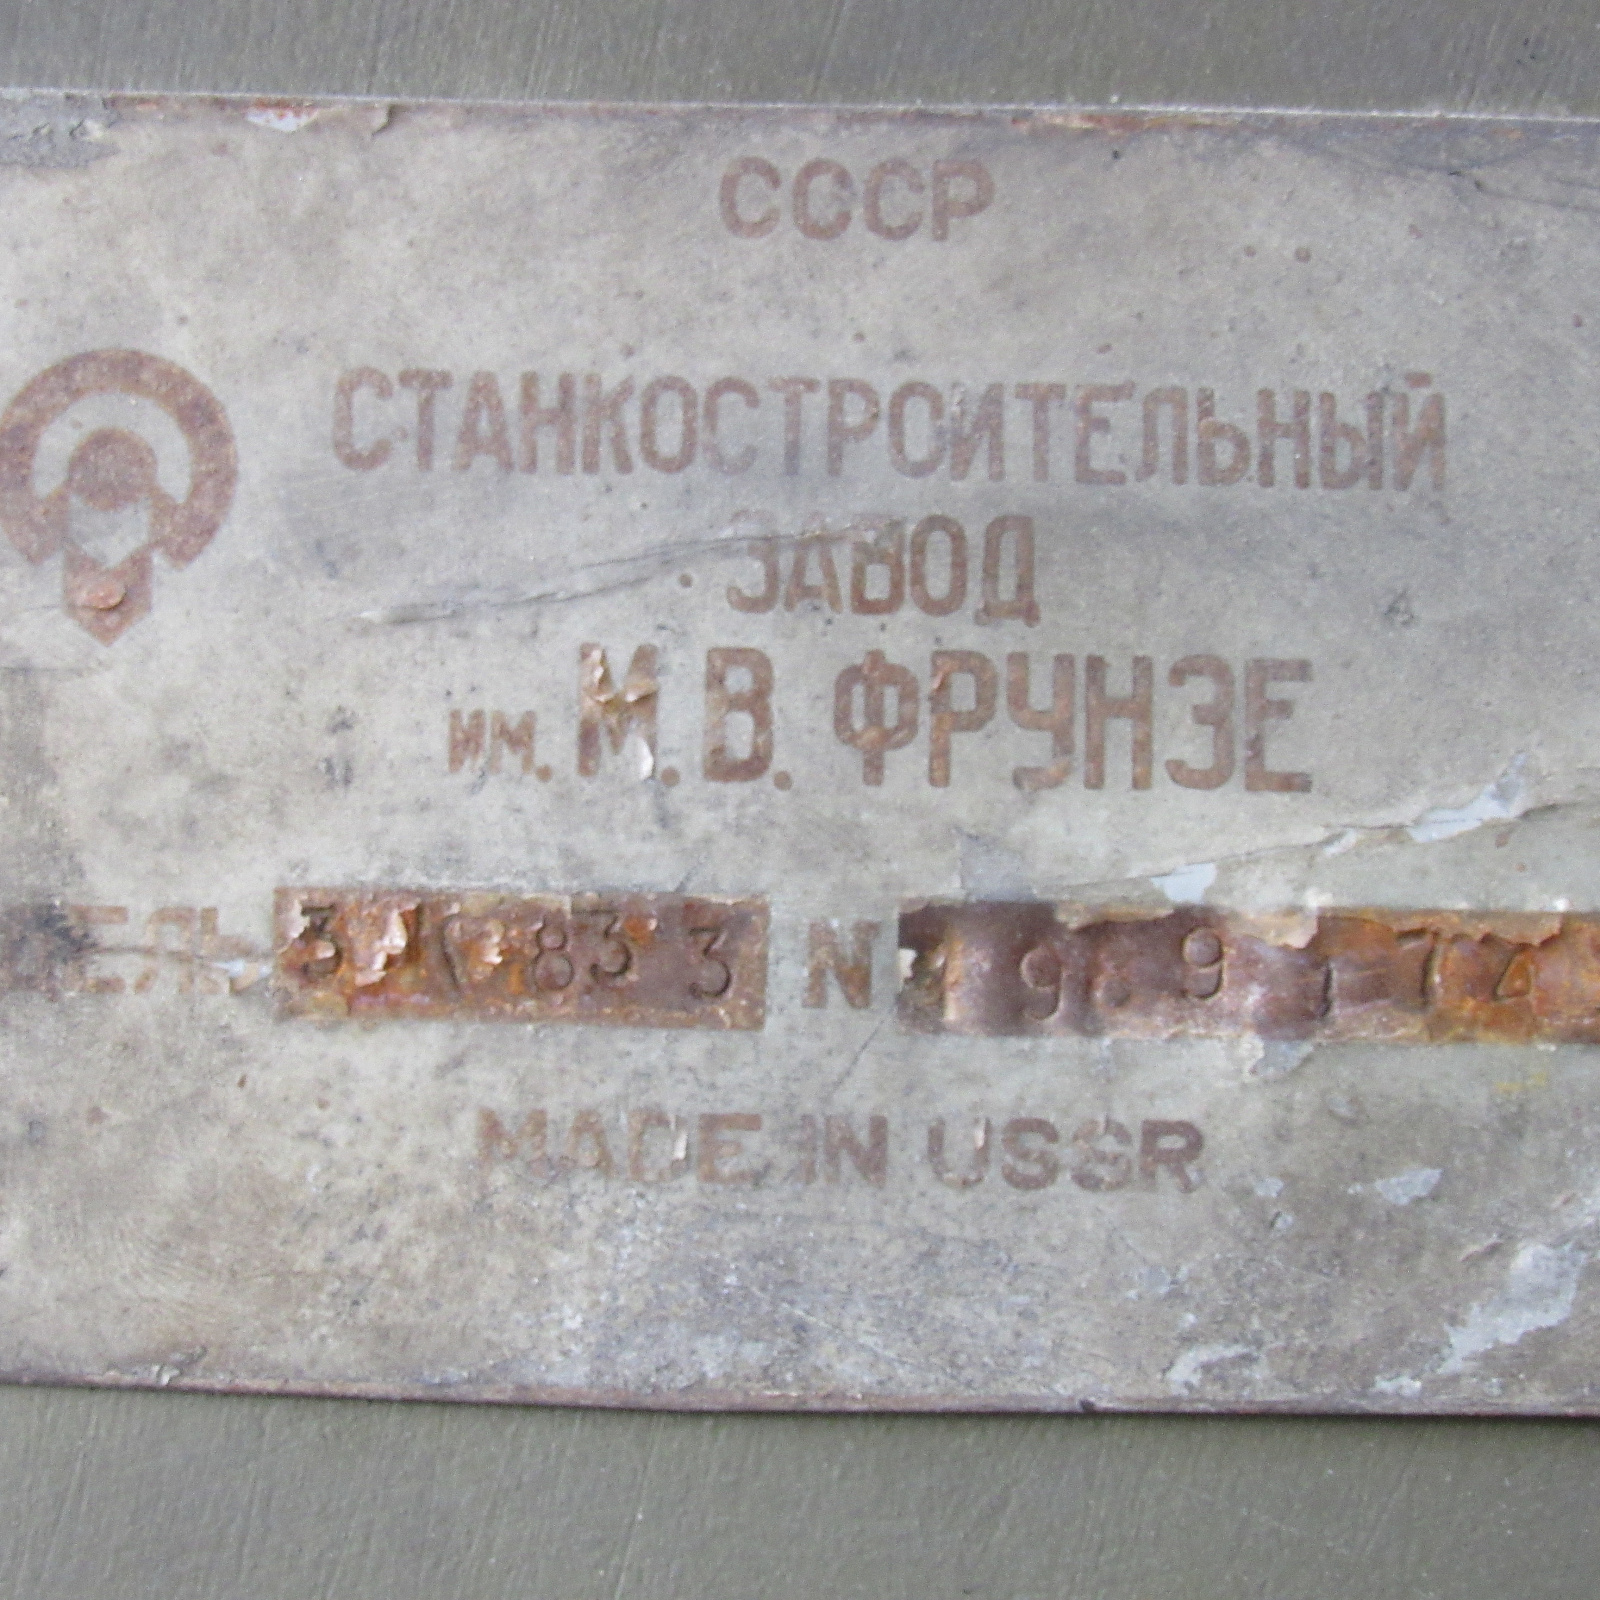 СССР
СТАНКОСТРОИТЕЛЬНЫЙ
ЗАВОД
им. М.В. ФРУНЗЕ
N
MADE IN USSR